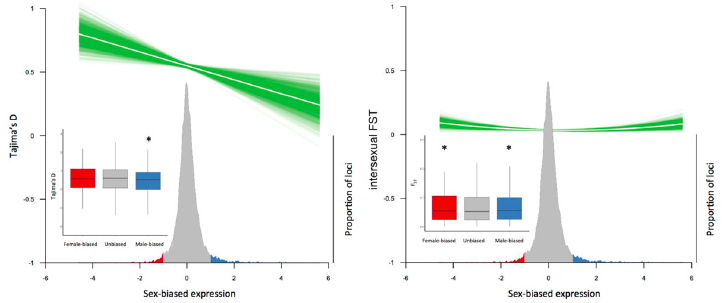 1
0.5
0
-0.5
-1
Tajima's D
Tajima's D
*
Female-biased Unbiased Male-biased
-6 -4 -2 0 2 4 6
Sex-biased expression
Proportion of loci
1
0.5
0
-0.5
-1
intersexual FST
FST
* *
Female-biased Unbiased Male-biased
-6 -4 -2 0 2 4 6
Sex-biased expression
Proportion of loci